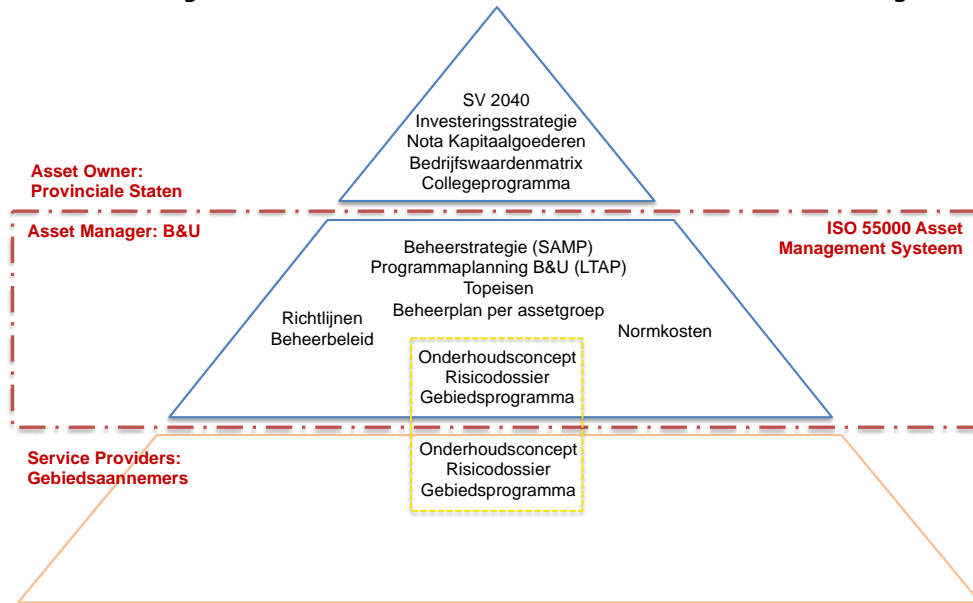 SV 2040
Investeringsstrategie
Nota Kapitaalgoederen
Bedrijfswaardenmatrix
Collegeprogramma
Asset Owner:
Provinciale Staten
Asset Manager: B&U
ISO 55000 Asset
Management Systeem
Beheerstrategie (SAMP)
Programmaplanning B&U (LTAP)
Topeisen
Beheerplan per assetgroep
Richtlijnen
Beheerbeleid
Normkosten
Onderhoudsconcept
Risicodossier
Gebiedsprogramma
Service Providers:
Gebiedsaannemers
Onderhoudsconcept
Risicodossier
Gebiedsprogramma